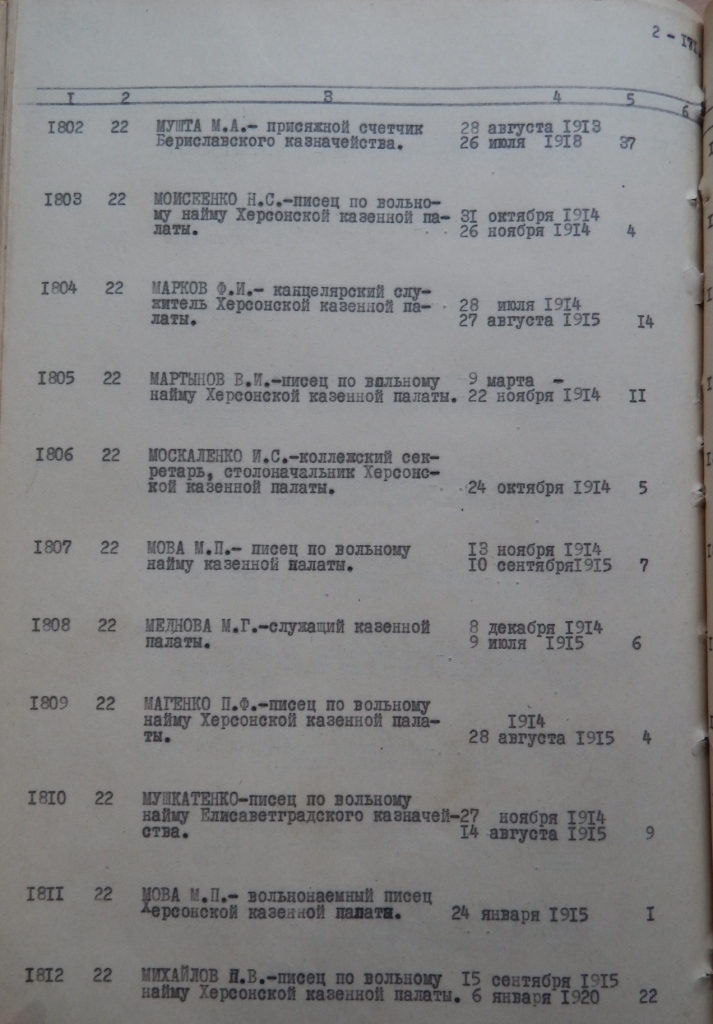 2 - 171.
1 2 3 4 5 6
1802 22 МУШТА М.А.- присяжной счетчик 28 августа 1913
Бериславского казначейства. 26 июля 1918 37
1803 22 МОИСЕЕНКО Н.С.-писец по вольно-
му найму Херсонской казенной па- 31 октября 1914
латы. 26 ноября 1914 4
1804 22 МАРКОВ Ф.И.- канцелярский слу-
житель Херсонской казенной па- 28 июля 1914
латы. 27 августа 1915 14
1805 22 МАРТЫНОВ В.И.-писец по вольному 9 марта -
найму Херсонской казенной палаты. 22 ноября 1914 11
1806 22 МОСКАЛЕНКО И.С.-коллежский сек-
ретарь, столоначальник Херсонс-
кой казенной палаты. 24 октября 1914 5
1807 22 МОВА М.П.- писец по вольному 13 ноября 1914
найму казенной палаты. 10 сентября1915 7
1808 22 МЕДНОВА М.Г.-служащий казенной 8 декабря 1914
палаты. 9 июля 1915 6
1809 22 МАГЕНКО П.Ф.-писец по вольному
найму Херсонской казенной пала- 1914
ты. 28 августа 1915 4
1810 22 МУШКАТЕНКО-писец по вольному
найму Елисаветградского казначей-27 ноября 1914
ства. 14 августа 1915 9
1811 22 МОВА М.П.- вольнонаемный писец
Херсонской казенной палаты. 24 января 1915 1
1812 22 МИХАЙЛОВ П.В.-писец по вольному 15 сентября 1915
найму Херсонской казенной палаты. 6 января 1920 22